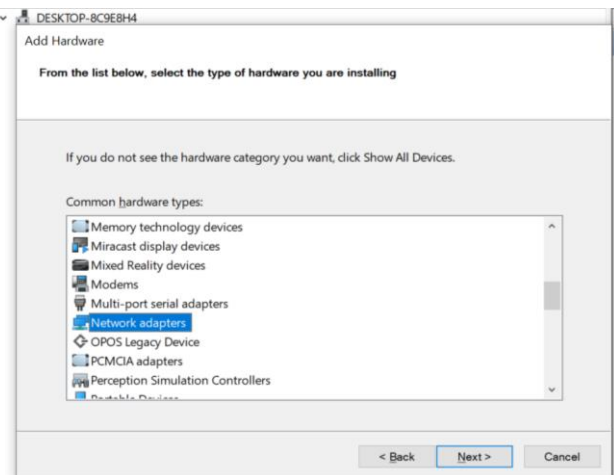 DESKTOP-8C9E8H4
Add Hardware
From the list below, select the type of hardware you are installing
If you do not see the hardware category you want, click Show All Devices.
Common hardware types:
Memory technology devices
Miracast display devices
Mixed Reality devices
Modems
Multi-port serial adapters
Network adapters
OPOS Legacy Device
PCMCIA adapters
Perception Simulation Controllers
Portable Devices
< Back
Next >
Cancel